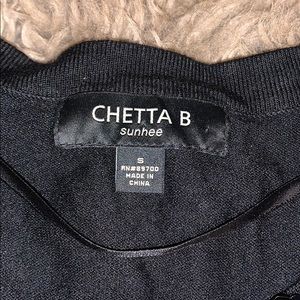 CHETTA B
sunhee
S
RN#89700
MADE IN
CHINA